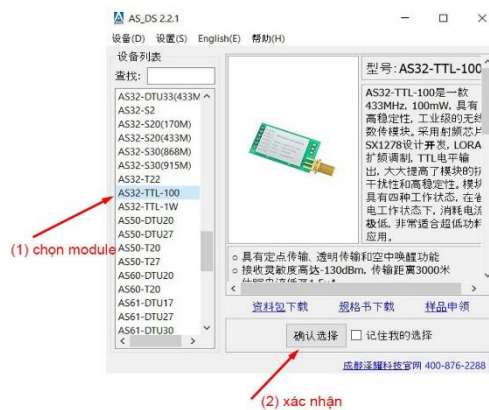 AS_DS 2.2.1
设备(D) 设置(S) English(E) 帮助(H)
设备列表
查找:
AS32-DTU33(433M
AS32-S2
AS32-S20(170M)
AS32-S20(433M)
AS32-S30(868M)
AS32-S30(915M)
AS32-T22
AS32-TTL-100
AS32-TTL-1W
AS50-DTU20
AS50-DTU27
AS50-T20
AS50-T27
AS60-DTU20
AS60-T20
AS61-DTU17
AS61-DTU27
AS61-DTU30
型号: AS32-TTL-100
AS32-TTL-100是一款
433MHz, 100mW, 具有
高稳定性, 工业级的无线
数传模块。采用射频芯片
SX1278设计开发, LORA
扩频调制, TTL电平输
出, 大大提高了模块的抗
干扰性和高稳定性。模块
具有四种工作状态, 在省
电工作状态下, 消耗电流
极低, 非常适合超低功耗
应用。
○ 具有定点传输、透明传输和空中唤醒功能
○ 接收灵敏度高达-130dBm, 传输距离3000米
资料包下载 规格书下载 样品申领
确认选择 记住我的选择
成都泽耀科技官网 400-876-2288
(1) chọn module
(2) xác nhận